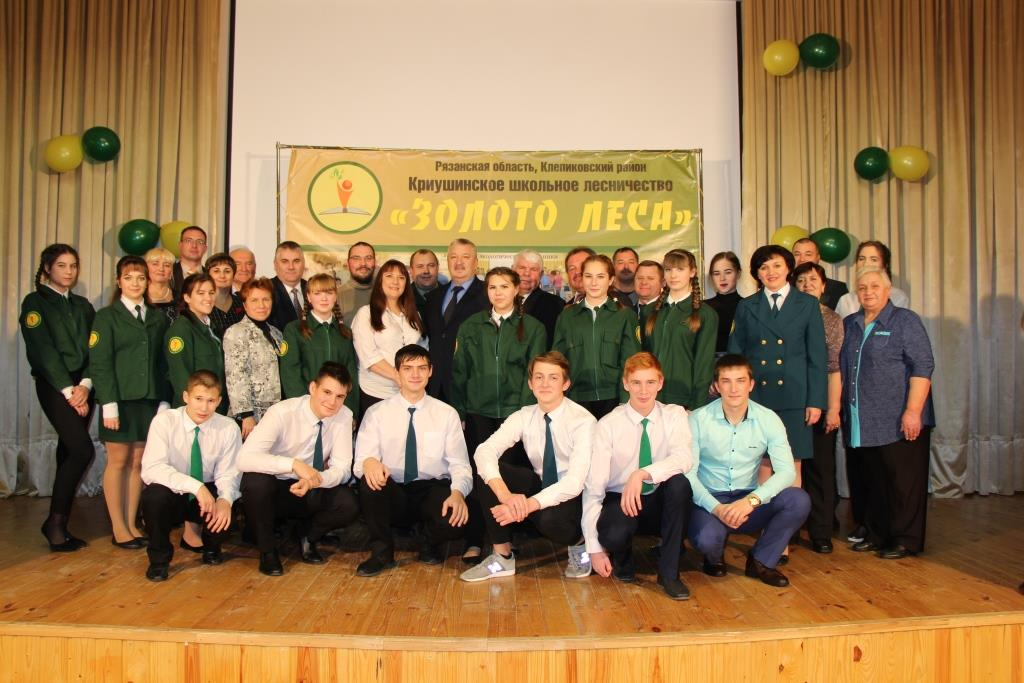 Рязанская область, Клепиковский район
Криушинское школьное лесничество
«ЗОЛОТО ЛЕСА»